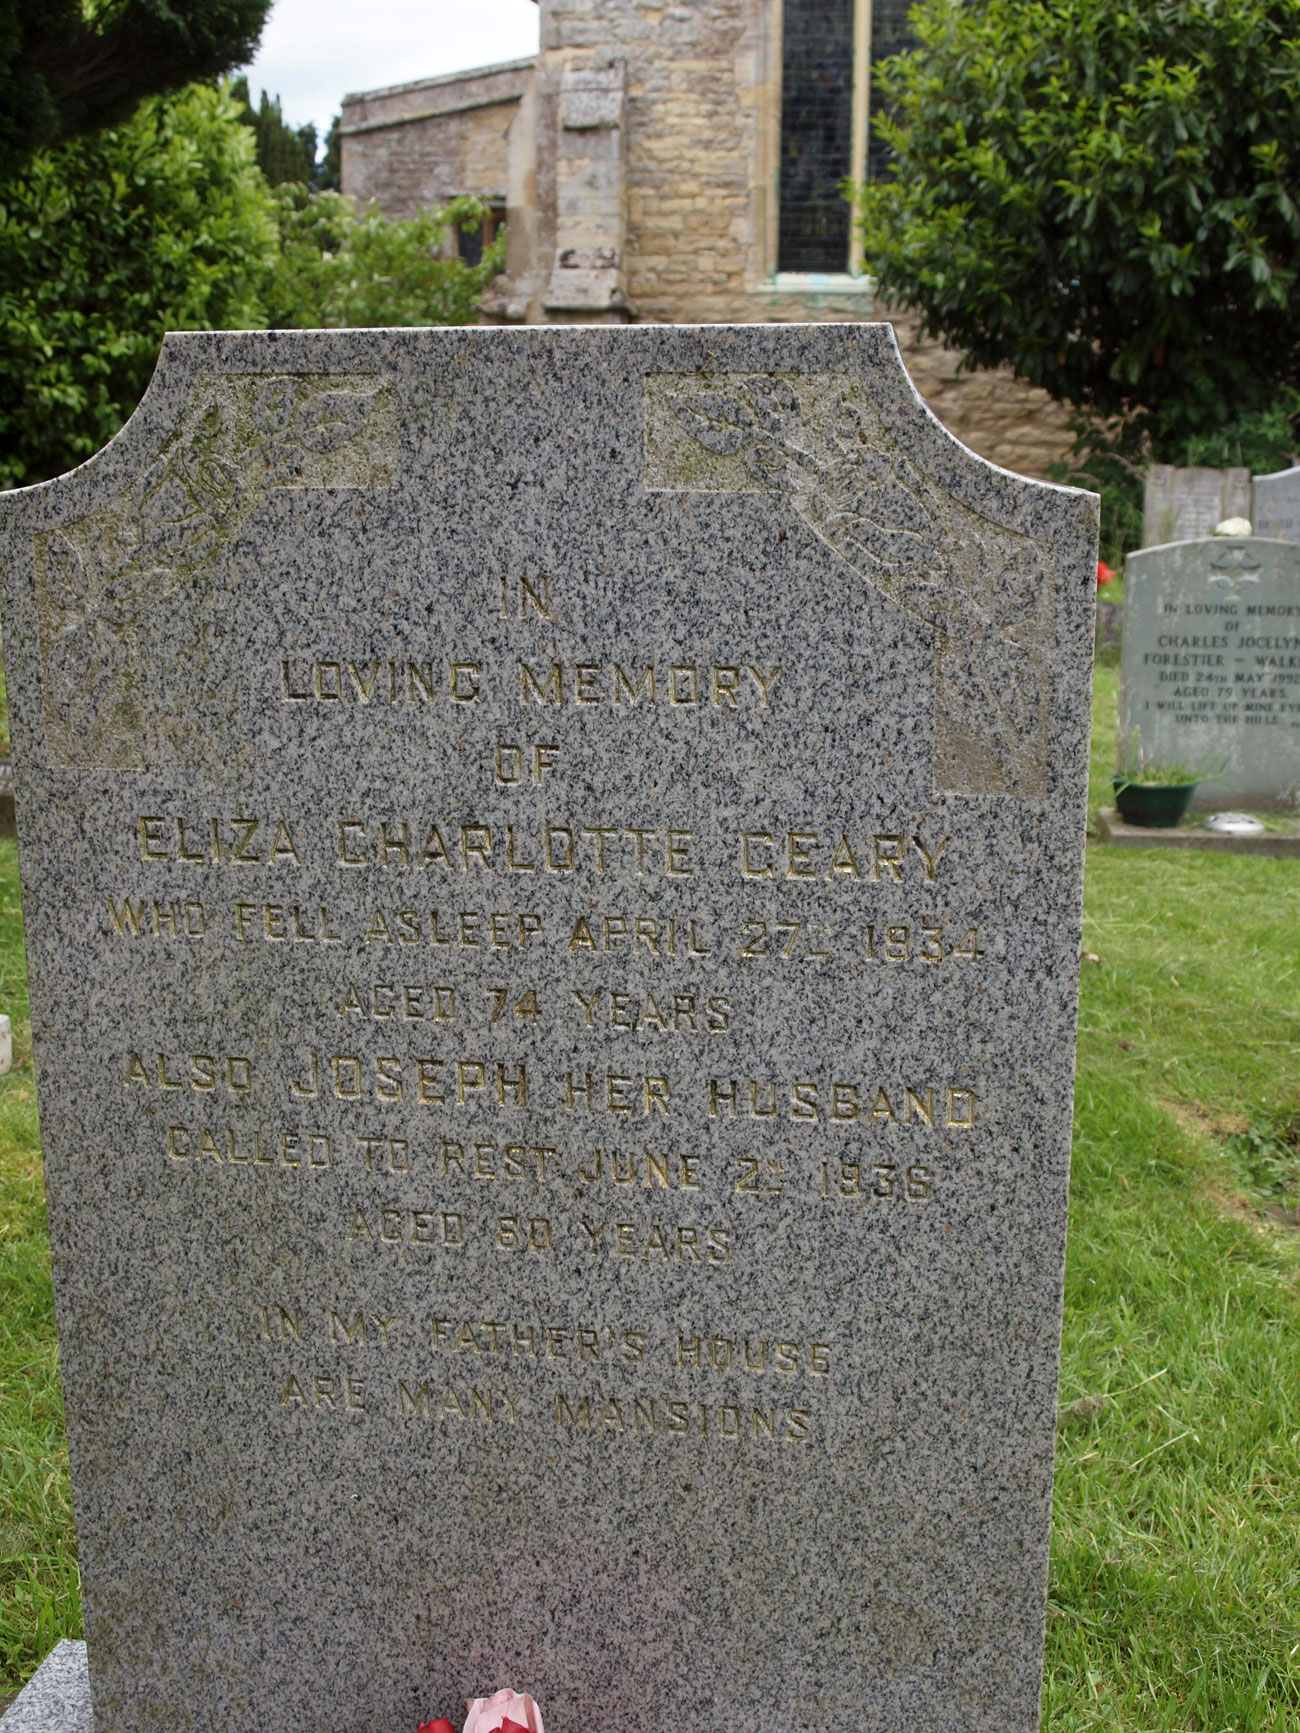 IN
LOVING MEMORY
OF
ELIZA CHARLOTTE GEARY
WHO FELL ASLEEP APRIL 27TH 1934
AGED 74 YEARS
ALSO JOSEPH HER HUSBAND
CALLED TO REST JUNE 2ND 1936
AGED 80 YEARS
IN MY FATHER'S HOUSE
ARE MANY MANSIONS
IN LOVING MEMORY
OF
CHARLES JOCELYN
FORESTIER - WALK
DIED 24TH MAY 1992
AGED 79 YEARS
I WILL LIFT UP MINE EYE
UNTO THE HILLS ...